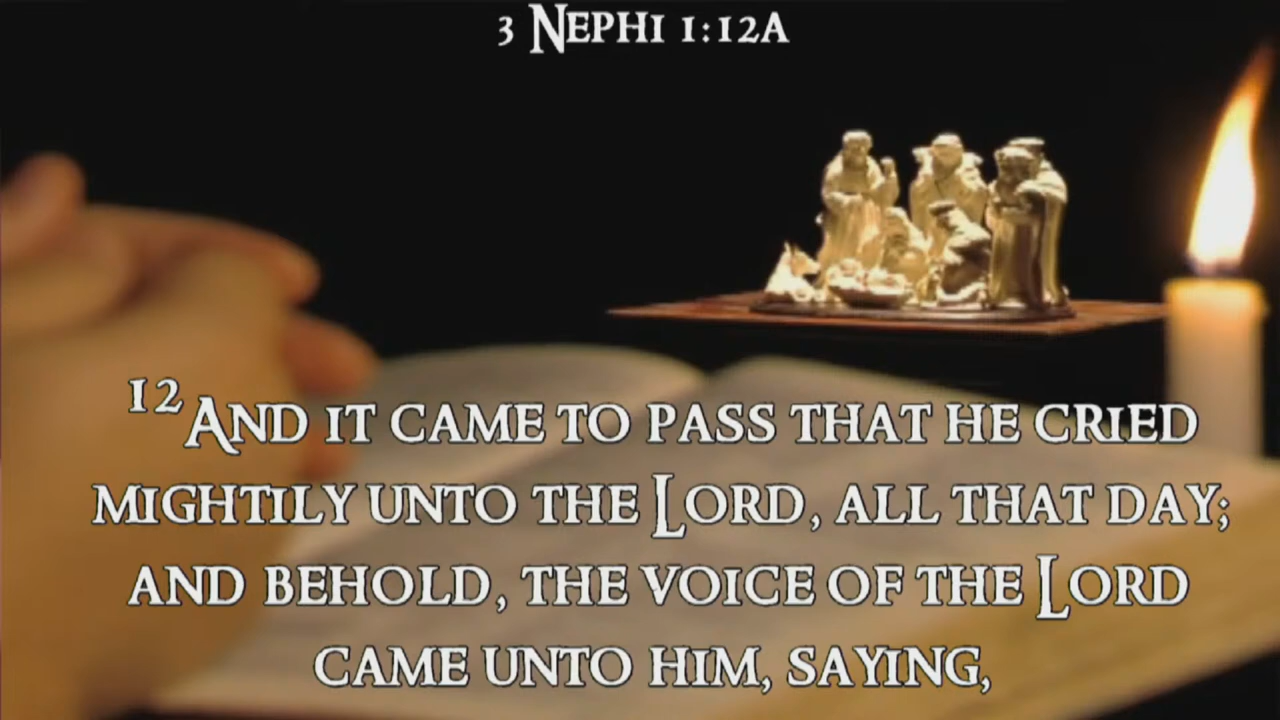 3 Nephi 1:12a
12 And it came to pass that he cried
mightily unto the Lord, all that day;
and behold, the voice of the Lord
came unto him, saying,